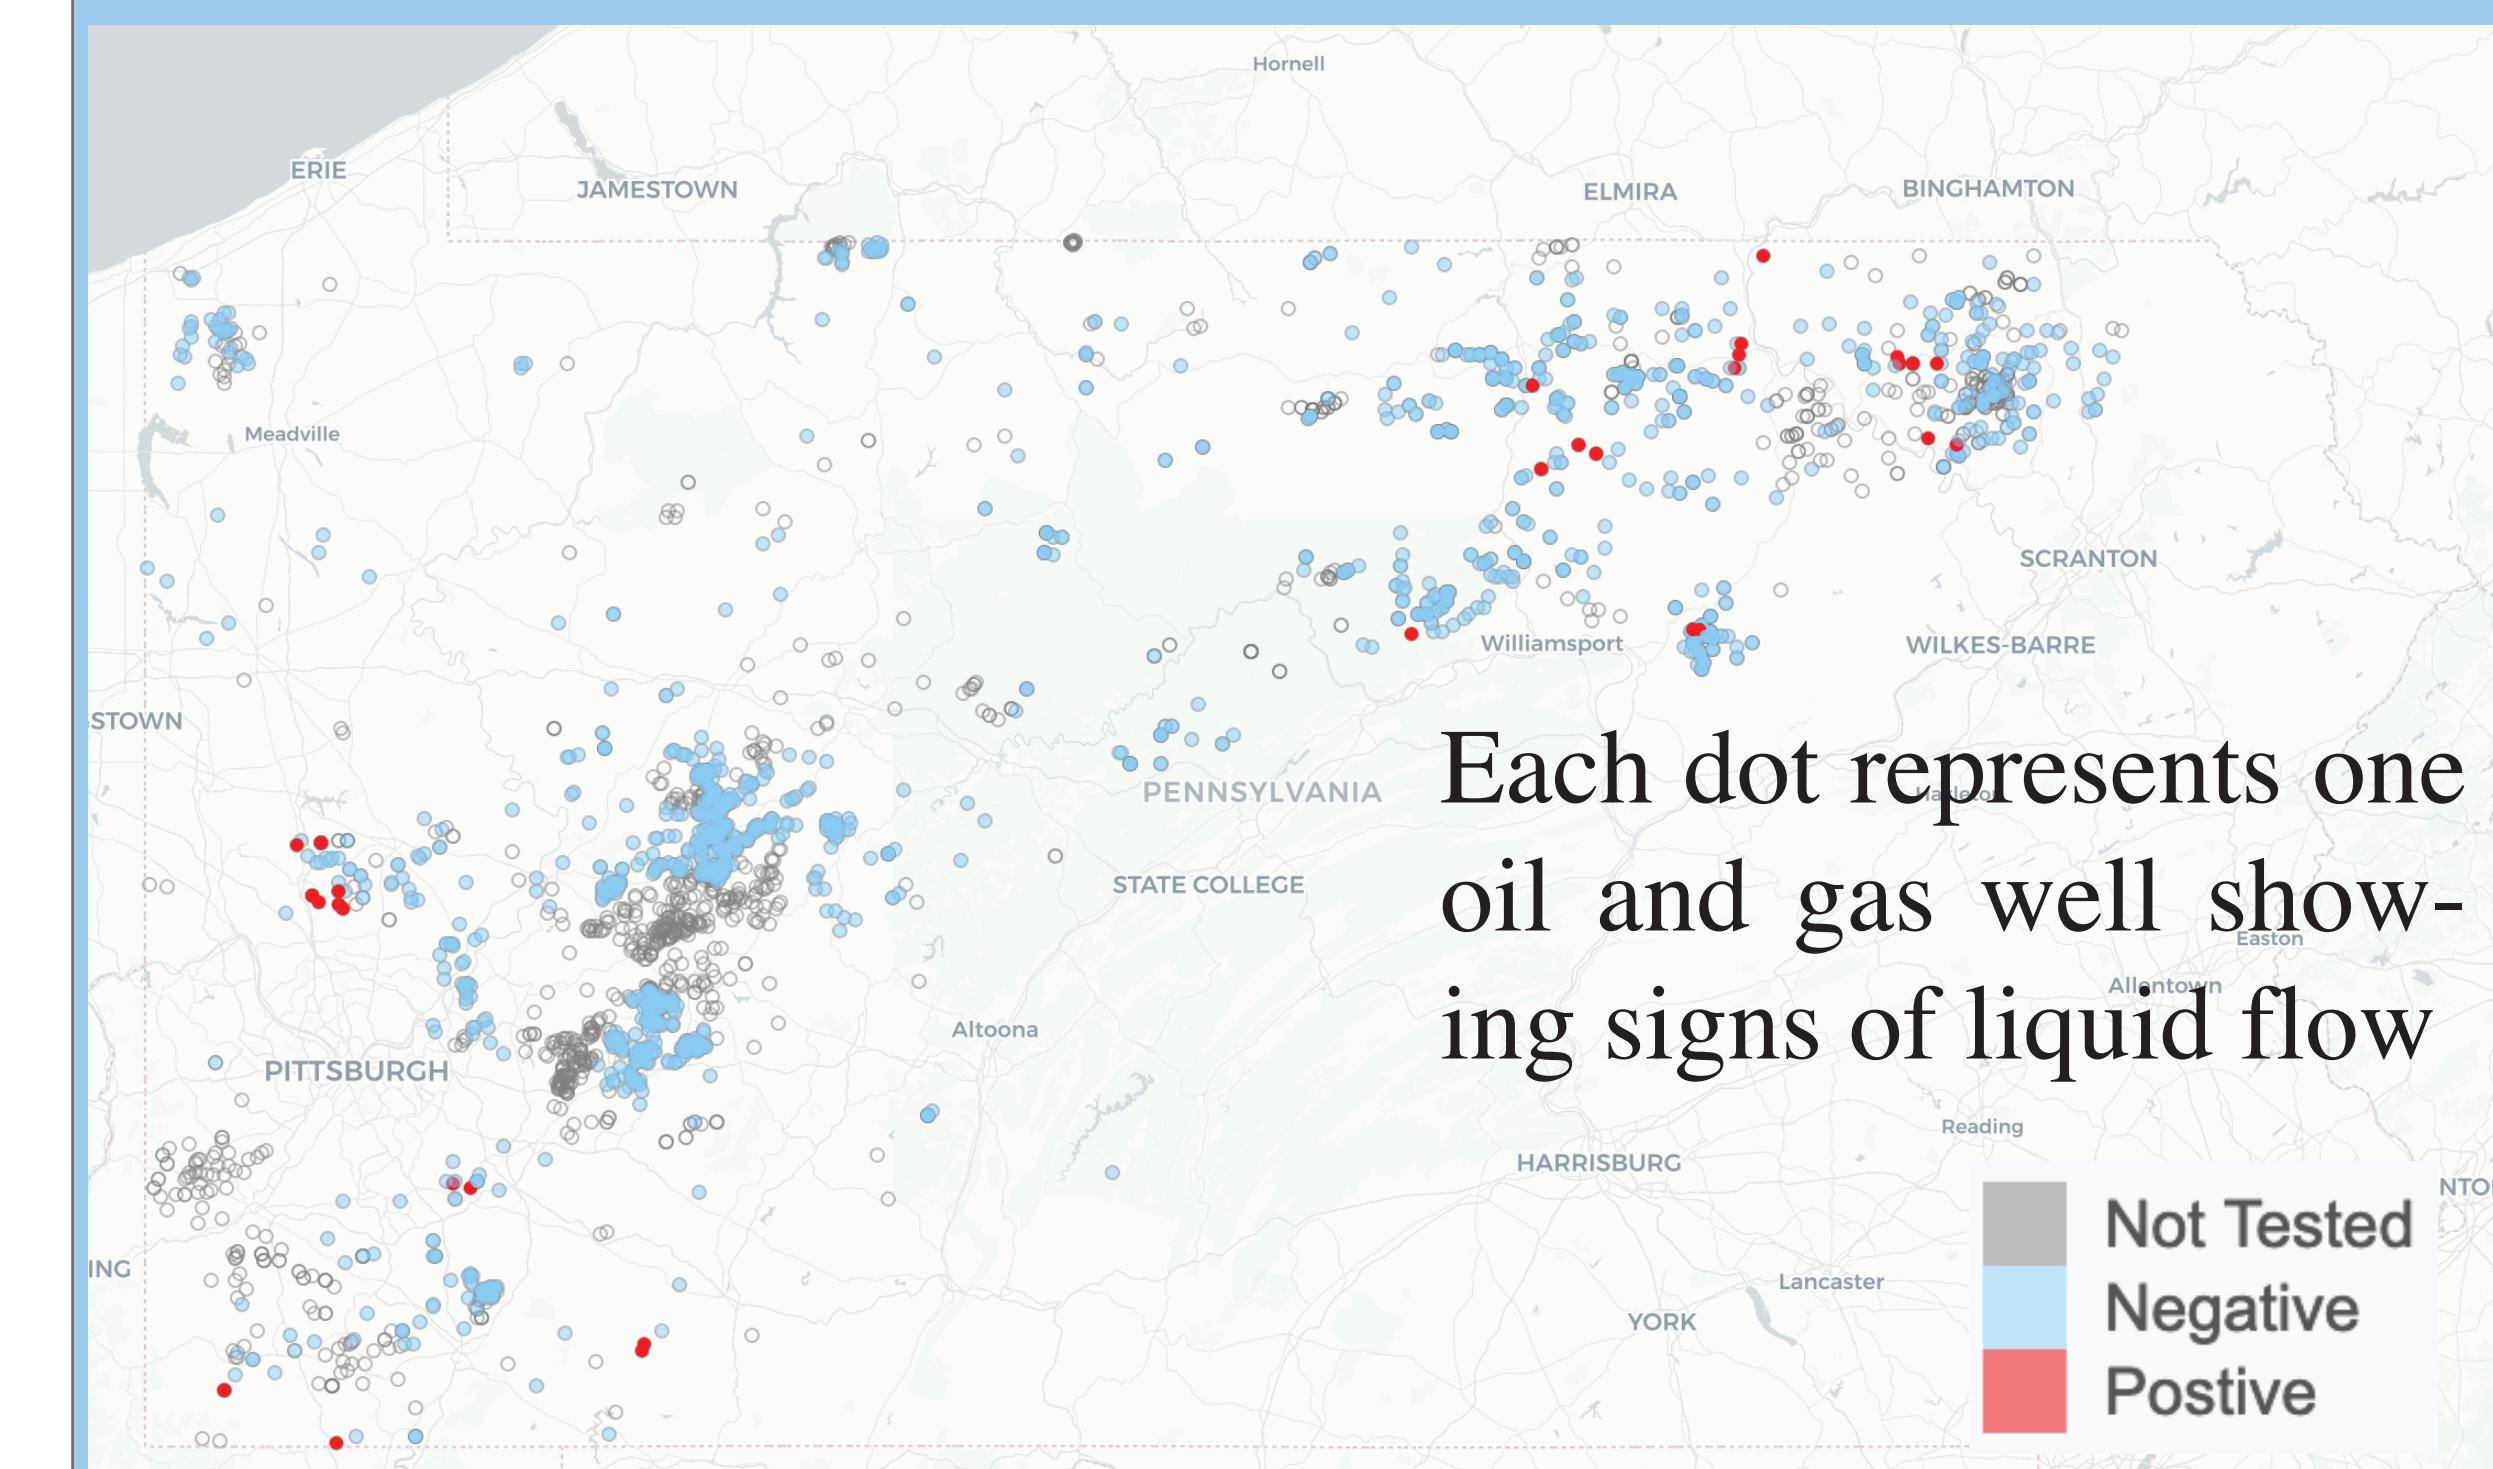 Hornell
ERIE
JAMESTOWN
ELMIRA
BINGHAMTON
Meadville
SCRANTON
Williamsport
WILKES-BARRE
STOWN
Each dot represents one
PENNSYLVANIA
Hazleton
STATE COLLEGE
oil and gas well show-
Easton
Allentown
ing signs of liquid flow
Altoona
PITTSBURGH
Reading
HARRISBURG
NTO
Not Tested
ING
Lancaster
Negative
YORK
Postive